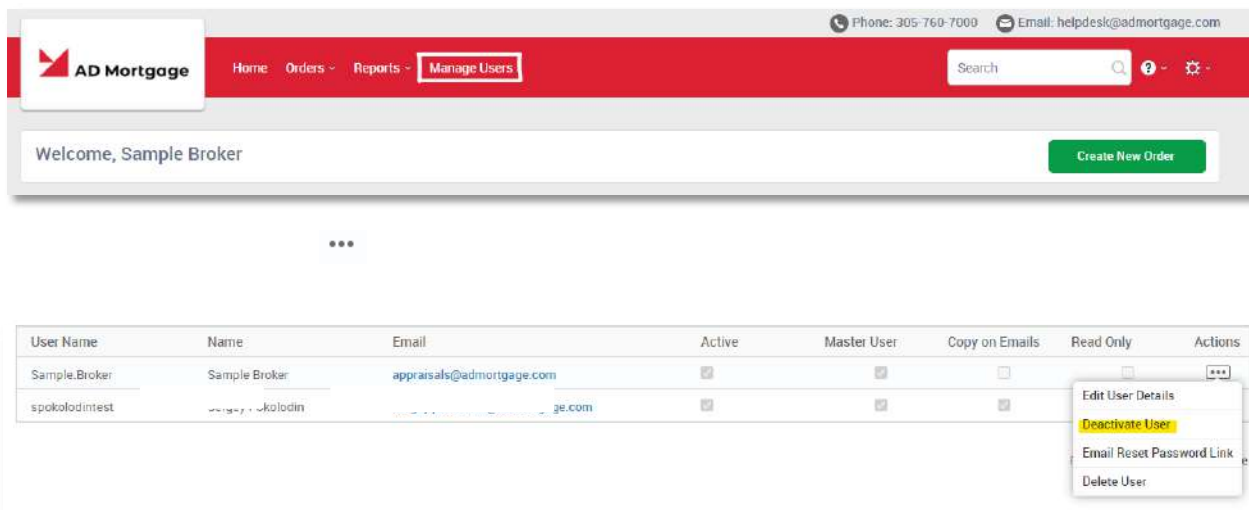 Phone: 305-760-7000 Email: helpdesk@admortgage.com
AD Mortgage Home Orders Reports Manage Users Search
Welcome, Sample Broker Create New Order
•••
User Name Name Email Active Master User Copy on Emails Read Only Actions
Sample.Broker Sample Broker appraisals@admortgage.com
spokolodintest
Edit User Details
Deactivate User
Email Reset Password Link
Delete User